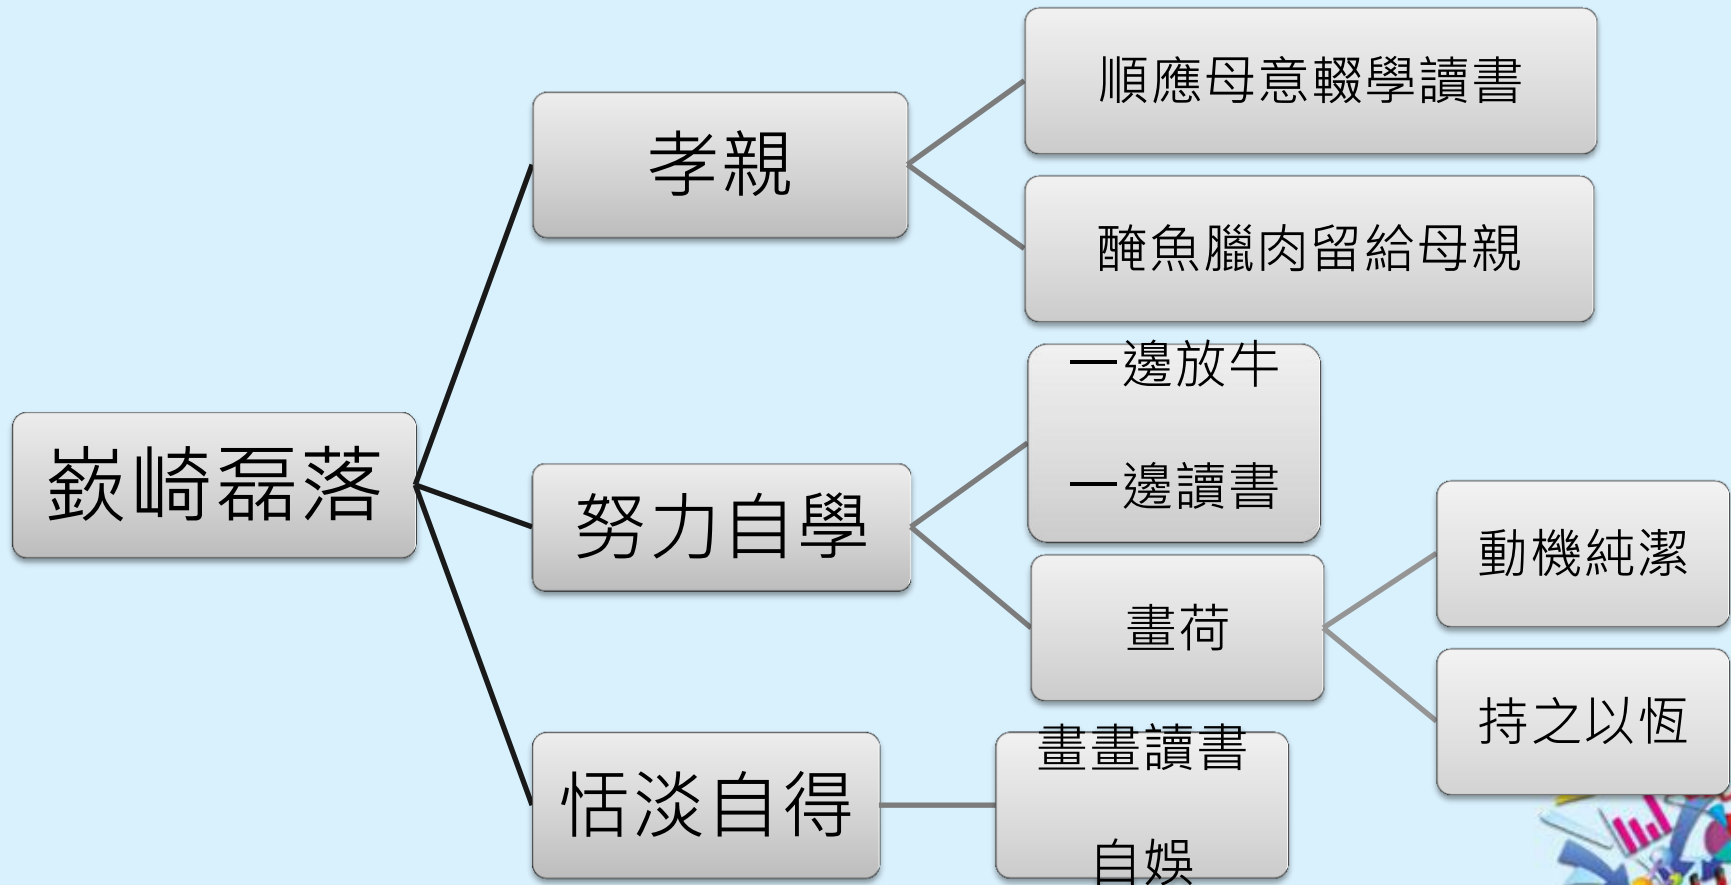 嶔崎磊落
孝親
順應母意輟學讀書
醃魚臘肉留給母親
努力自學
一邊放牛
一邊讀書
畫荷
動機純潔
持之以恆
恬淡自得
畫畫讀書
自娛